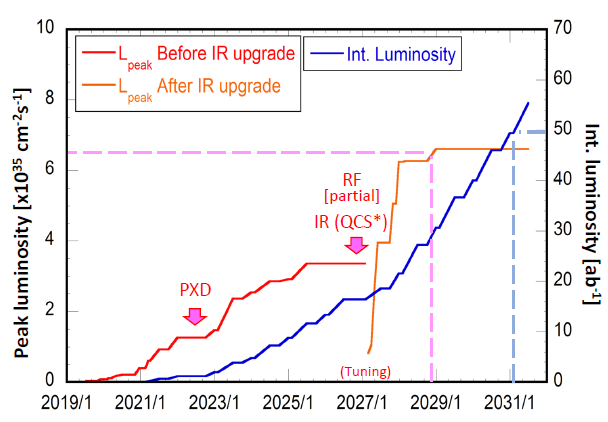 10
8
6
4
2
0
Peak luminosity [x10³⁵ cm⁻²s⁻¹]
L_peak Before IR upgrade
L_peak After IR upgrade
Int. Luminosity
70
60
50
40
30
20
10
0
Int. luminosity [ab⁻¹]
RF
[partial]
IR (QCS*)
PXD
(Tuning)
2019/1 2021/1 2023/1 2025/1 2027/1 2029/1 2031/1